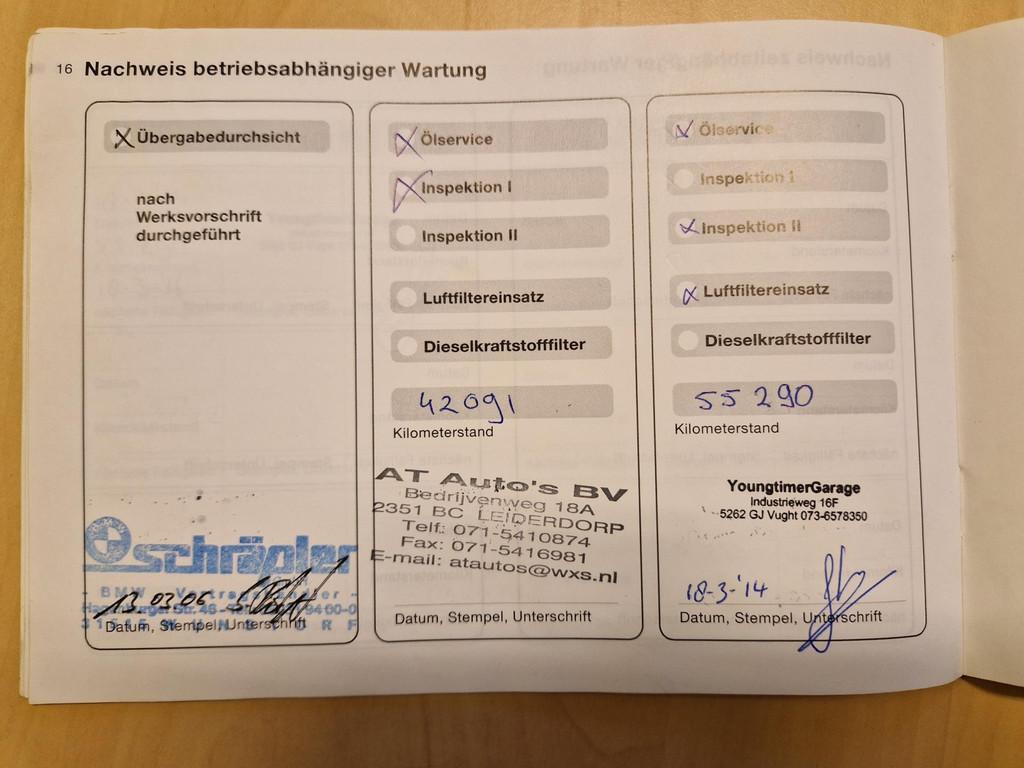 16 Nachweis betriebsabhängiger Wartung
X Übergabedurchsicht
nach
Werksvorschrift
durchgeführt
schrägler
BMW - Vertragshändler -
13.03.06
Datum, Stempel, Unterschrift
X Ölservice
X Inspektion I
Inspektion II
Luftfiltereinsatz
Dieselkraftstofffilter
42091
Kilometerstand
AT Auto's BV
Bedrijvenweg 18A
2351 BC LEIDERDORP
Telf.: 071-5410874
Fax: 071-5416981
E-mail: atautos@wxs.nl
Datum, Stempel, Unterschrift
X Ölservice
Inspektion I
X Inspektion II
X Luftfiltereinsatz
Dieselkraftstofffilter
55290
Kilometerstand
YoungtimerGarage
Industrieweg 16F
5262 GJ Vught 073-6578350
18-3-'14
Datum, Stempel, Unterschrift